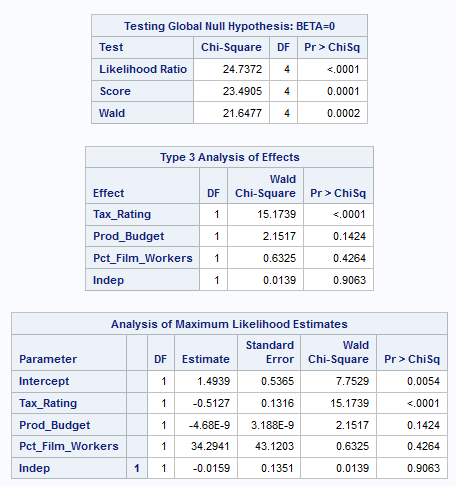 Testing Global Null Hypothesis: BETA=0
Test Chi-Square DF Pr > ChiSq
Likelihood Ratio 24.7372 4 <.0001
Score 23.4905 4 0.0001
Wald 21.6477 4 0.0002
Type 3 Analysis of Effects
Effect DF Wald Chi-Square Pr > ChiSq
Tax_Rating 1 15.1739 <.0001
Prod_Budget 1 2.1517 0.1424
Pct_Film_Workers 1 0.6325 0.4264
Indep 1 0.0139 0.9063
Analysis of Maximum Likelihood Estimates
Parameter DF Estimate Standard Error Wald Chi-Square Pr > ChiSq
Intercept 1 1.4939 0.5365 7.7529 0.0054
Tax_Rating 1 -0.5127 0.1316 15.1739 <.0001
Prod_Budget 1 -4.68E-9 3.188E-9 2.1517 0.1424
Pct_Film_Workers 1 34.2941 43.1203 0.6325 0.4264
Indep 1 1 -0.0159 0.1351 0.0139 0.9063